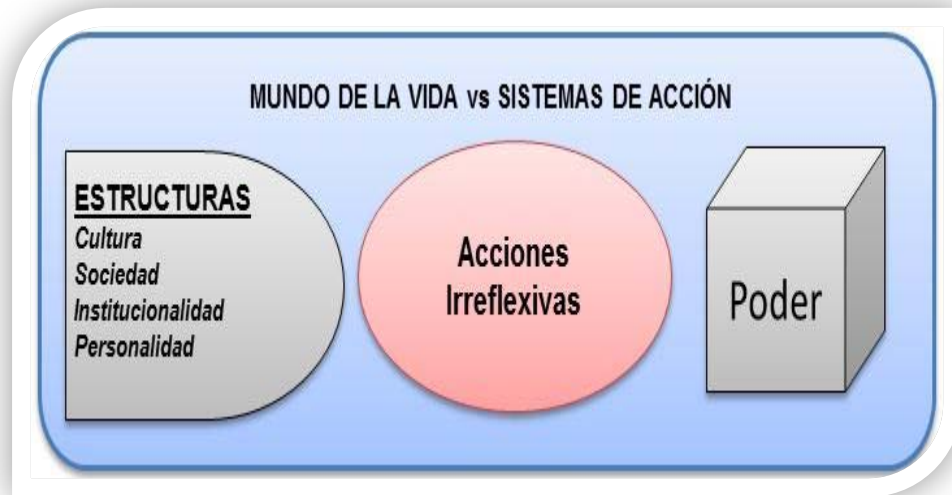 MUNDO DE LA VIDA vs SISTEMAS DE ACCIÓN
ESTRUCTURAS
Cultura
Sociedad
Institucionalidad
Personalidad
Acciones
Irreflexivas
Poder